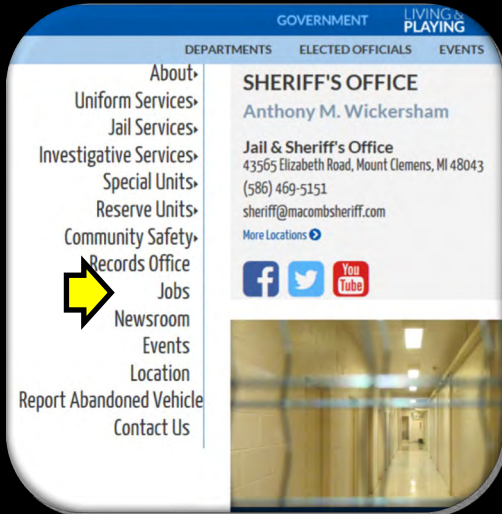 GOVERNMENT
LIVING &
PLAYING
DEPARTMENTS ELECTED OFFICIALS EVENTS
About
Uniform Services
Jail Services
Investigative Services
Special Units
Reserve Units
Community Safety
Records Office
Jobs
Newsroom
Events
Location
Report Abandoned Vehicle
Contact Us
SHERIFF'S OFFICE
Anthony M. Wickersham
Jail & Sheriff's Office
43565 Elizabeth Road, Mount Clemens, MI 48043
(586) 469-5151
sheriff@macombsheriff.com
More Locations
f
You
Tube